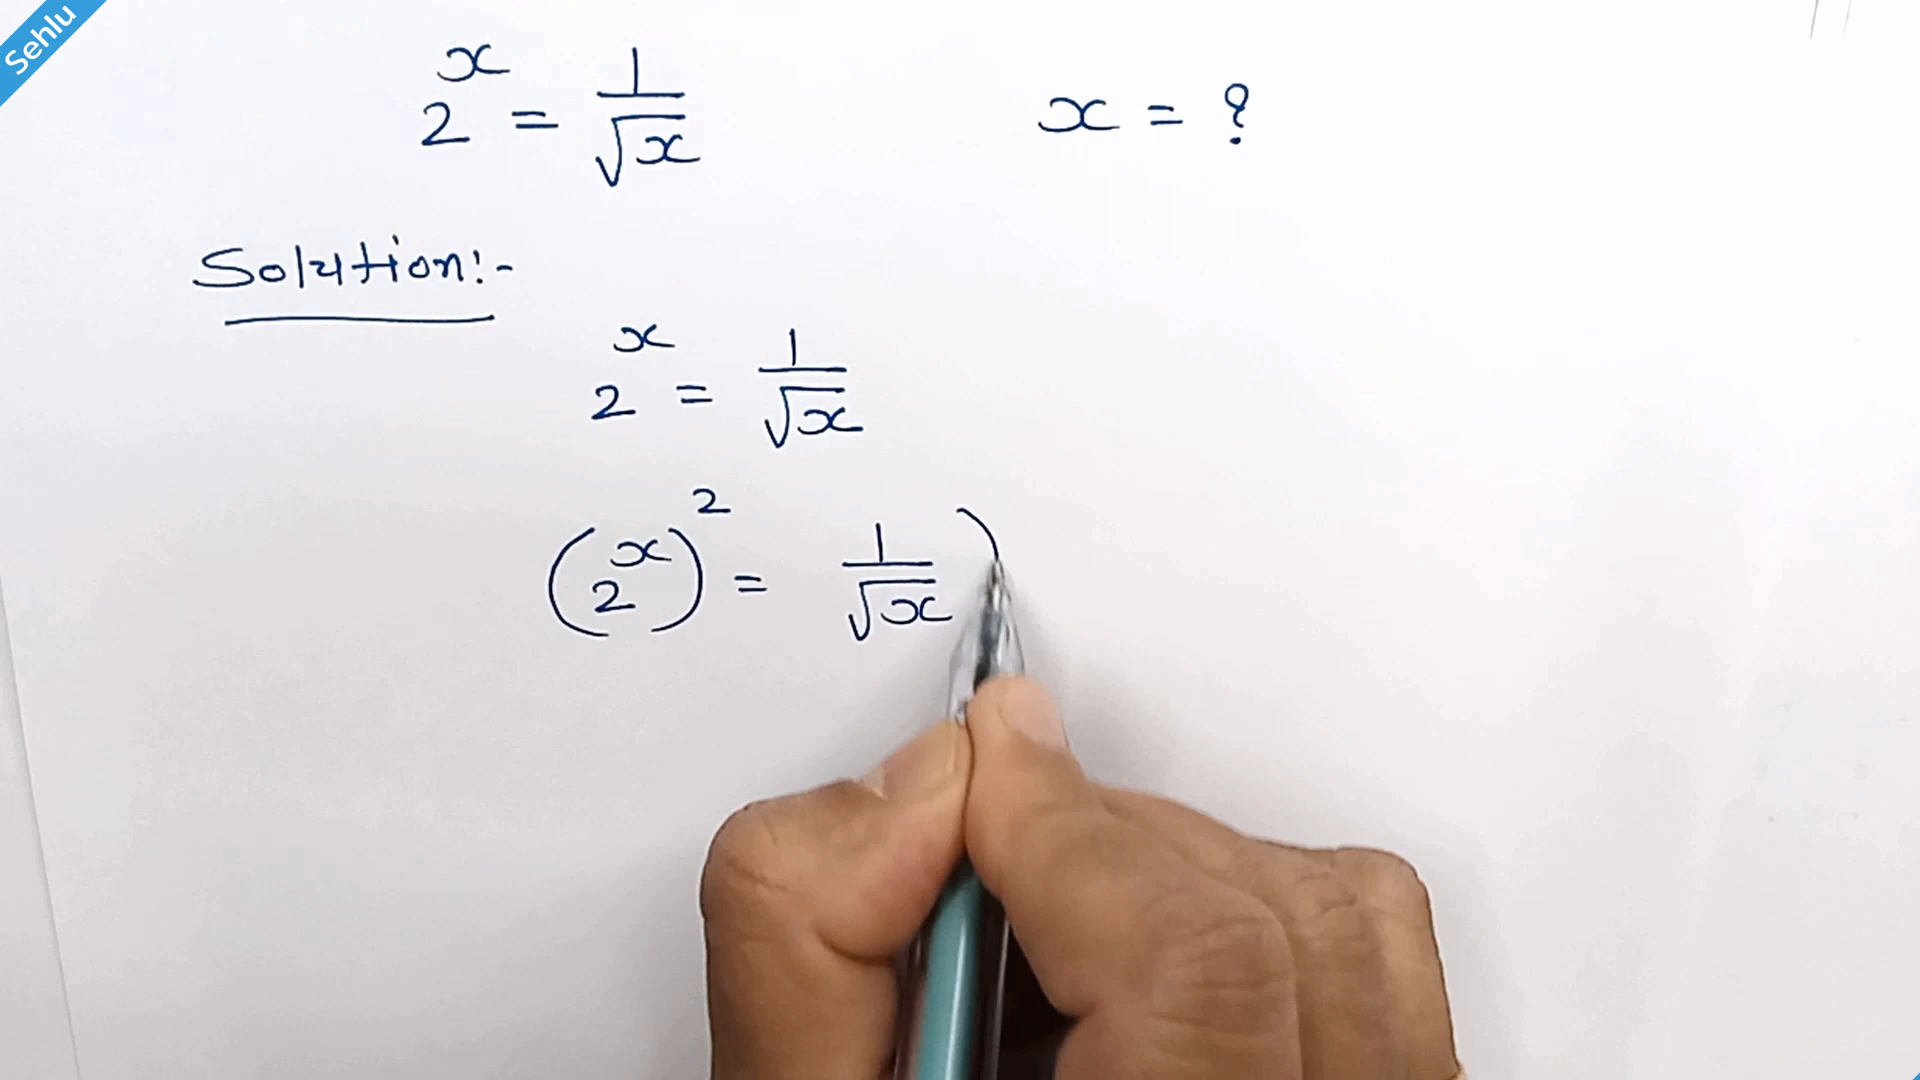 Sehlu
2^x = 1/√x    x = ?
Solution:-
2^x = 1/√x
(2^x)^2 = 1/√x )